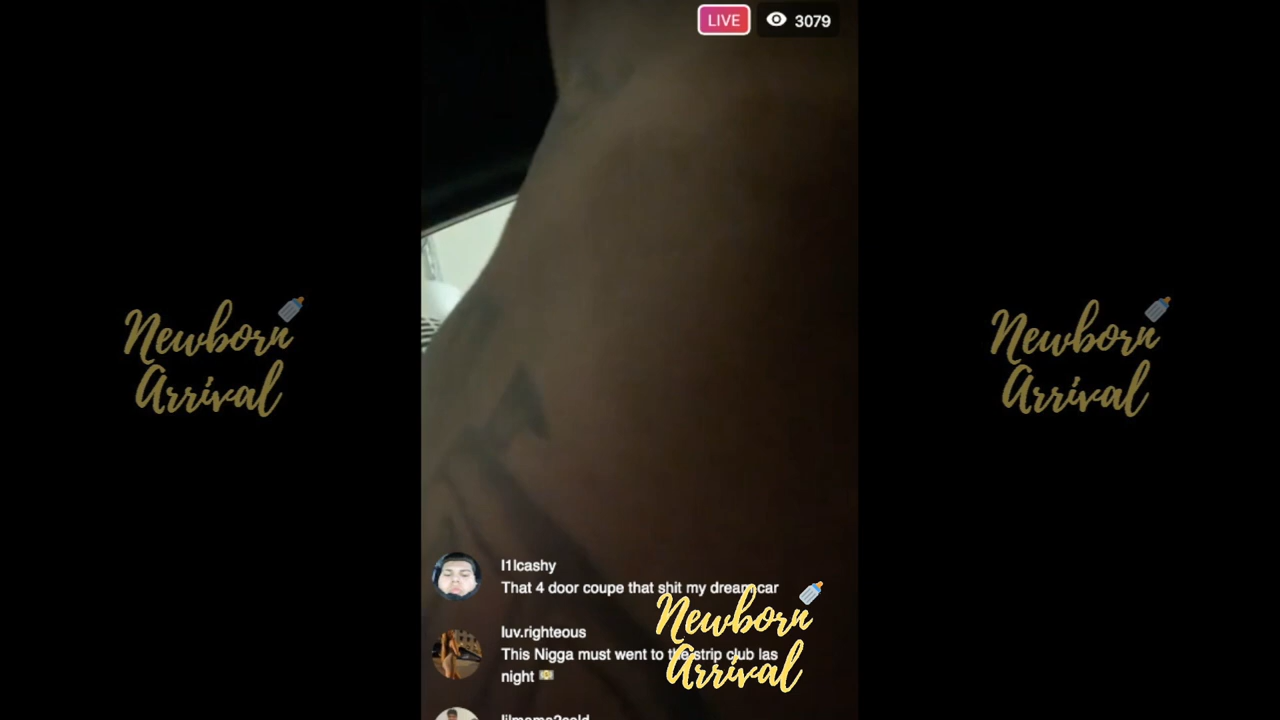 LIVE 3079
Newborn
Arrival
Newborn
Arrival
l1lcashy
That 4 door coupe that shit my dream car
luv.righteous
This Nigga must went to the strip club las
night
Newborn
Arrival